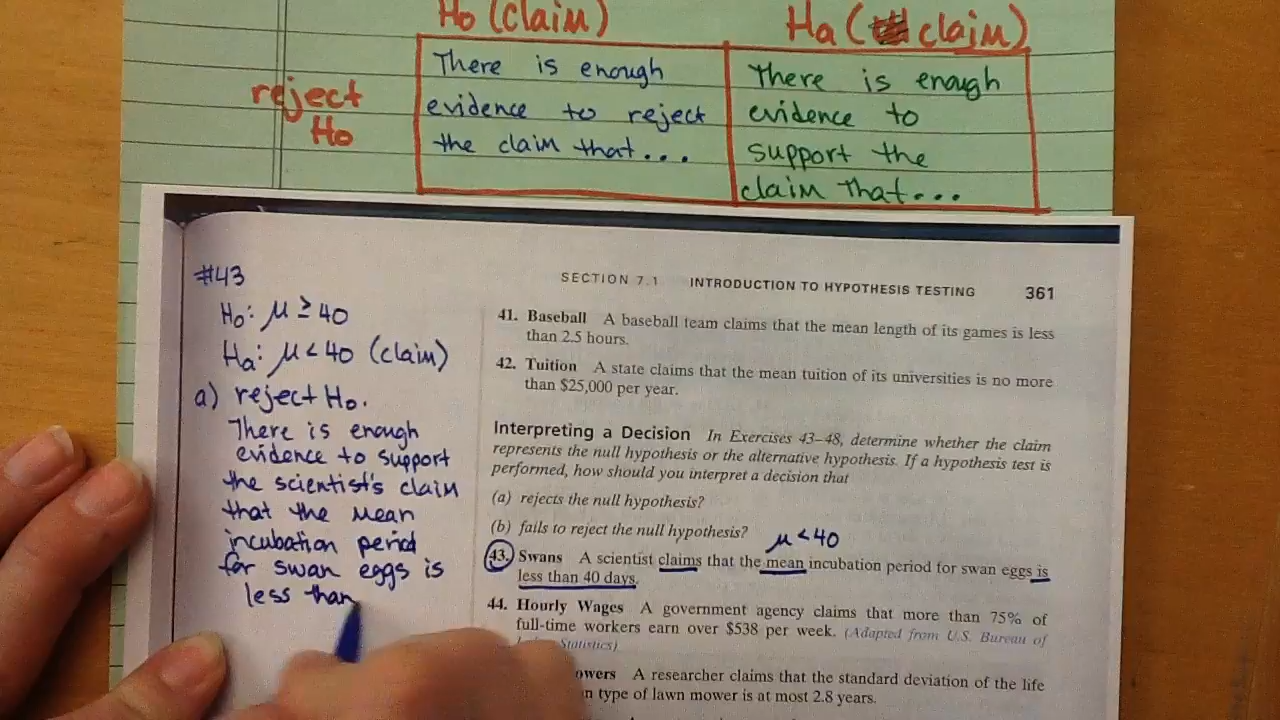 Ho (claim)
Ha ( claim)
reject
Ho
There is enough
evidence to reject
the claim that...
There is enough
evidence to
support the
claim that...
#43
Ho: μ ≥ 40
Ha: μ < 40 (claim)
a) reject Ho.
There is enough
evidence to support
the scientist's claim
that the mean
incubation period
for swan eggs is
less than
SECTION 7.1 INTRODUCTION TO HYPOTHESIS TESTING 361
41. Baseball A baseball team claims that the mean length of its games is less
than 2.5 hours.
42. Tuition A state claims that the mean tuition of its universities is no more
than $25,000 per year.
Interpreting a Decision In Exercises 43–48, determine whether the claim
represents the null hypothesis or the alternative hypothesis. If a hypothesis test is
performed, how should you interpret a decision that
(a) rejects the null hypothesis?
(b) fails to reject the null hypothesis?
μ < 40
43. Swans A scientist claims that the mean incubation period for swan eggs is
less than 40 days.
44. Hourly Wages A government agency claims that more than 75% of
full-time workers earn over $538 per week. (Adapted from U.S. Bureau of
Statistics)
owers A researcher claims that the standard deviation of the life
n type of lawn mower is at most 2.8 years.